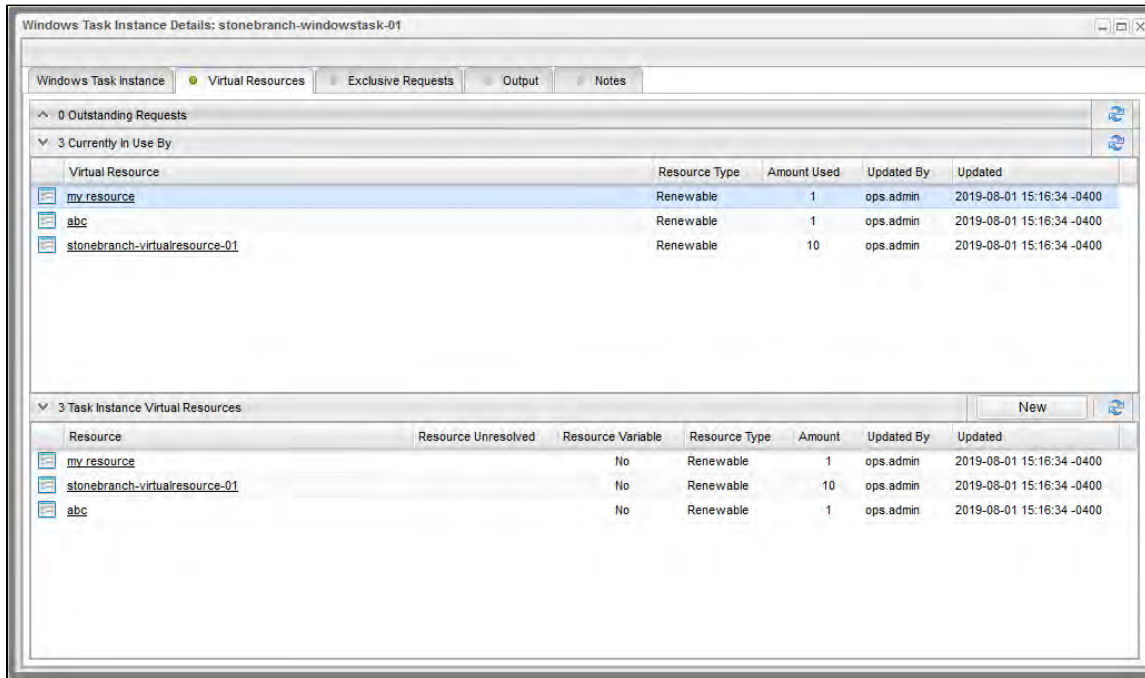 Windows Task Instance Details: stonebranch-windowstask-01
Windows Task Instance Virtual Resources Exclusive Requests Output Notes
0 Outstanding Requests
3 Currently In Use By
Virtual Resource Resource Type Amount Used Updated By Updated
my resource Renewable 1 ops.admin 2019-08-01 15:16:34 -0400
abc Renewable 1 ops.admin 2019-08-01 15:16:34 -0400
stonebranch-virtualresource-01 Renewable 10 ops.admin 2019-08-01 15:16:34 -0400
3 Task Instance Virtual Resources New
Resource Resource Unresolved Resource Variable Resource Type Amount Updated By Updated
my resource No Renewable 1 ops.admin 2019-08-01 15:16:34 -0400
stonebranch-virtualresource-01 No Renewable 10 ops.admin 2019-08-01 15:16:34 -0400
abc No Renewable 1 ops.admin 2019-08-01 15:16:34 -0400